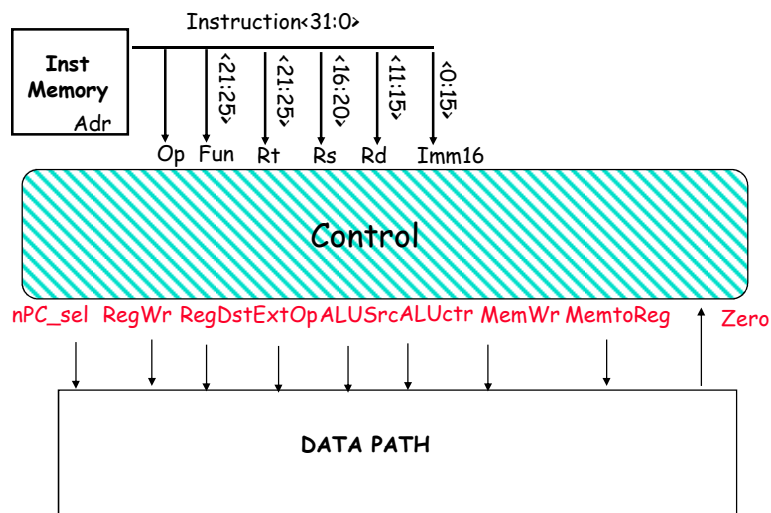 Instruction<31:0>
Inst
Memory
Adr
<21:25>
<21:25>
<16:20>
<11:15>
<0:15>
Op Fun Rt Rs Rd Imm16
Control
nPC_sel RegWr RegDst ExtOp ALUSrc ALUctr MemWr MemtoReg Zero
DATA PATH